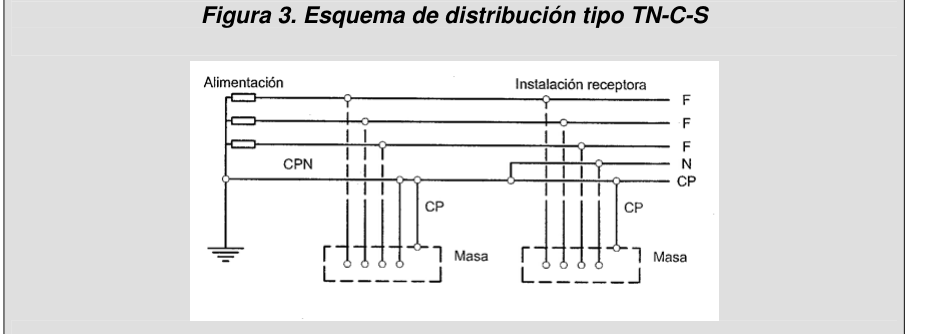 Figura 3. Esquema de distribución tipo TN-C-S
Alimentación
Instalación receptora
F
F
F
CPN
N
CP
CP
CP
Masa
Masa